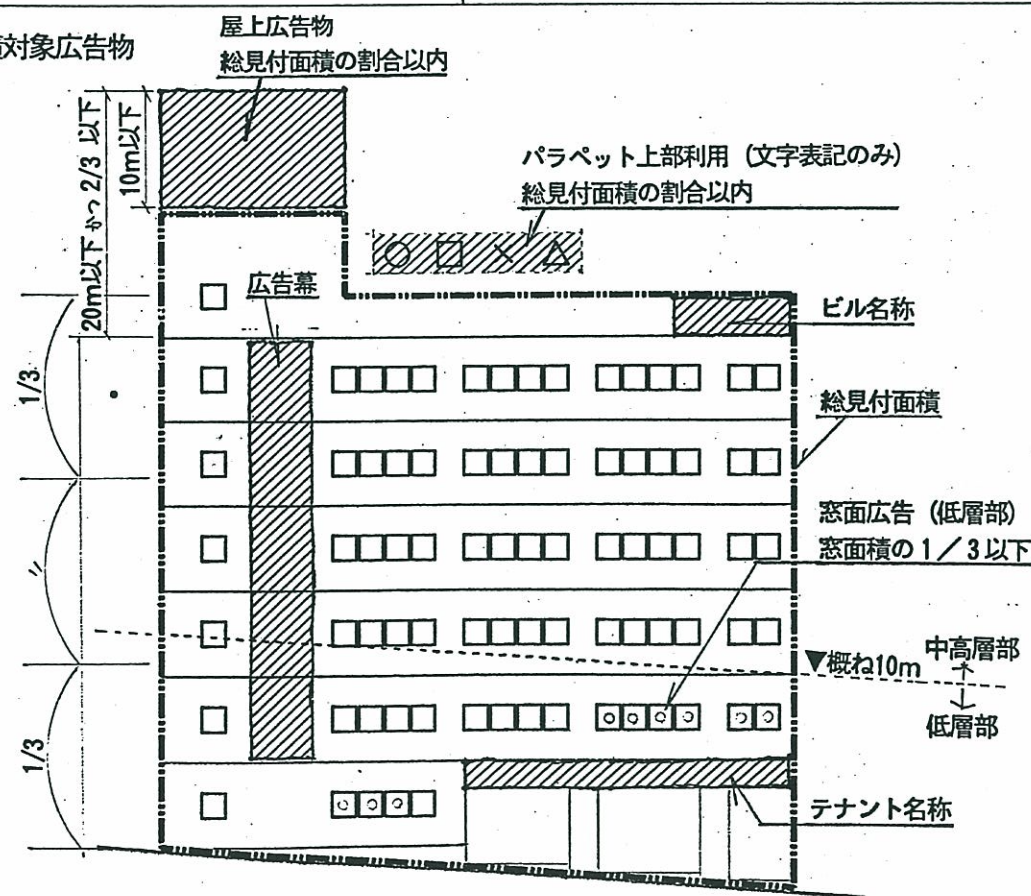 対象広告物
屋上広告物
総見付面積の割合以内
20m以下かつ2/3以下
10m以下
パラペット上部利用（文字表記のみ）
総見付面積の割合以内
広告幕
ビル名称
1/3
総見付面積
窓面広告（低層部）
窓面積の1／3以下
〃
▼概ね10m
中高層部
低層部
1/3
テナント名称